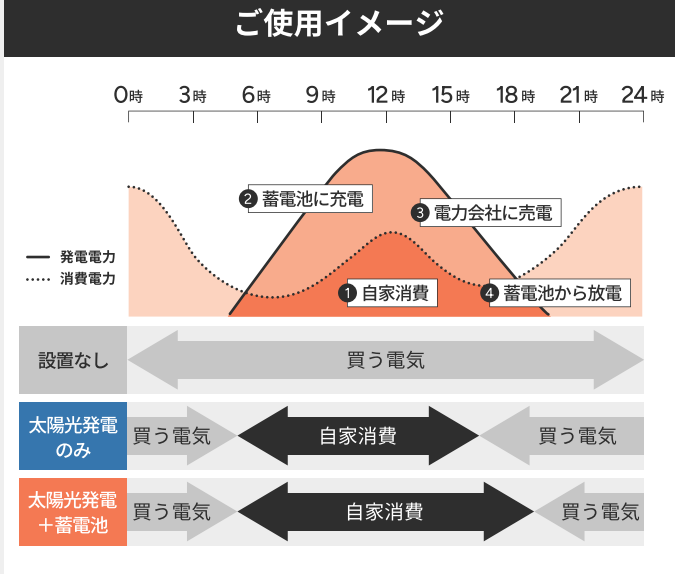 ご使用イメージ
0時 3時 6時 9時 12時 15時 18時 21時 24時
2 蓄電池に充電
3 電力会社に売電
発電電力
消費電力
1 自家消費
4 蓄電池から放電
設置なし
買う電気
太陽光発電
のみ
買う電気 自家消費 買う電気
太陽光発電
＋蓄電池
買う電気 自家消費 買う電気